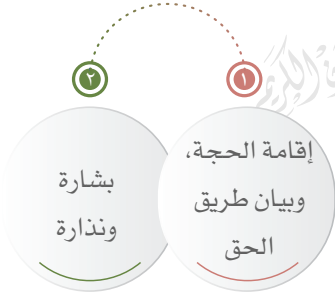 ١
إقامة الحجة،
وبيان طريق
الحق
٢
بشارة
ونذارة